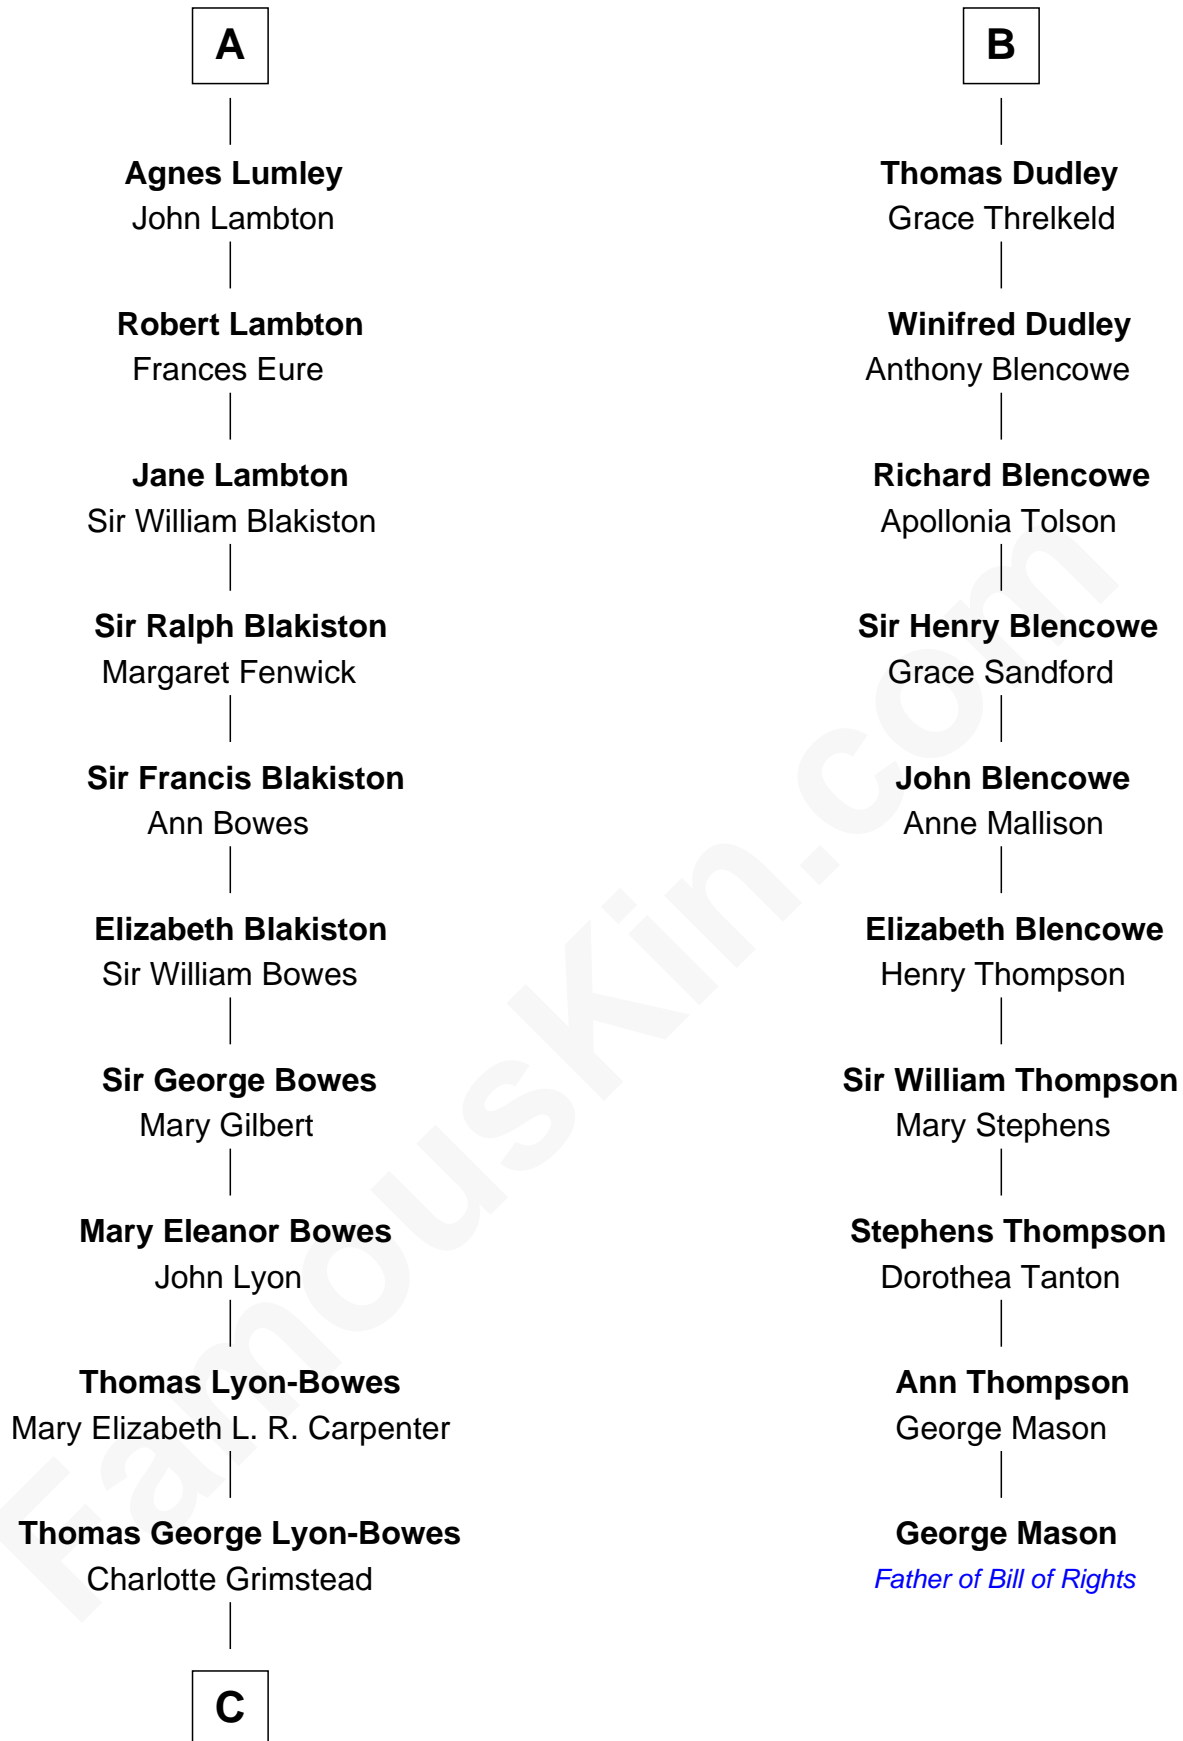 A
Agnes Lumley
John Lambton
Robert Lambton
Frances Eure
Jane Lambton
Sir William Blakiston
Sir Ralph Blakiston
Margaret Fenwick
Sir Francis Blakiston
Ann Bowes
Elizabeth Blakiston
Sir William Bowes
Sir George Bowes
Mary Gilbert
Mary Eleanor Bowes
John Lyon
Thomas Lyon-Bowes
Mary Elizabeth L. R. Carpenter
Thomas George Lyon-Bowes
Charlotte Grimstead
C
B
Thomas Dudley
Grace Threlkeld
Winifred Dudley
Anthony Blencowe
Richard Blencowe
Apollonia Tolson
Sir Henry Blencowe
Grace Sandford
John Blencowe
Anne Mallison
Elizabeth Blencowe
Henry Thompson
Sir William Thompson
Mary Stephens
Stephens Thompson
Dorothea Tanton
Ann Thompson
George Mason
George Mason
Father of Bill of Rights
FamousKin.com